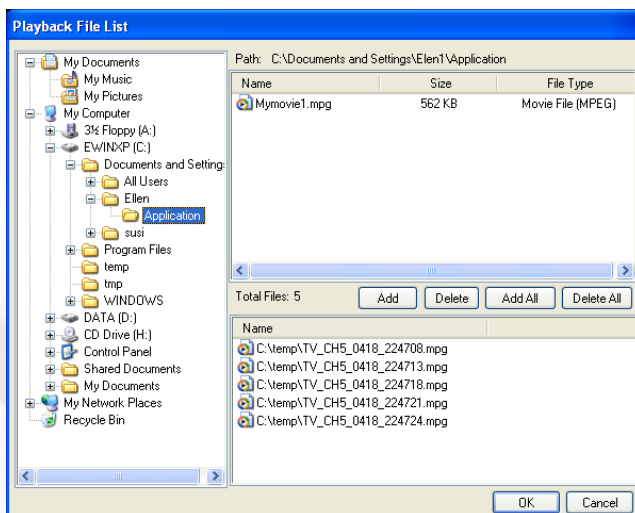 Playback File List
My Documents
My Music
My Pictures
My Computer
3½ Floppy (A:)
EWINXP (C:)
Documents and Setting
All Users
Ellen
Application
susi
Program Files
temp
tmp
WINDOWS
DATA (D:)
CD Drive (H:)
Control Panel
Shared Documents
My Documents
My Network Places
Recycle Bin
Path: C:\Documents and Settings\Elen1\Application
Name Size File Type
Mymovie1.mpg 562 KB Movie File (MPEG)
Total Files: 5 Add Delete Add All Delete All
Name
C:\temp\TV_CH5_0418_224708.mpg
C:\temp\TV_CH5_0418_224713.mpg
C:\temp\TV_CH5_0418_224718.mpg
C:\temp\TV_CH5_0418_224721.mpg
C:\temp\TV_CH5_0418_224724.mpg
OK Cancel